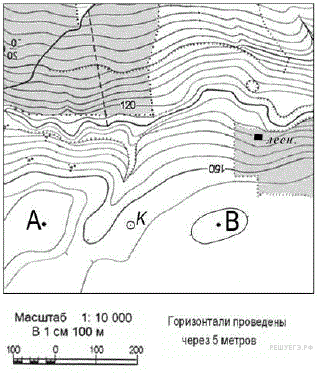 120
160
лесн.
А
К
В
Масштаб 1: 10 000
В 1 см 100 м
Горизонтали проведены
через 5 метров
100 0 100 200
РЕШУЕГЭ.РФ